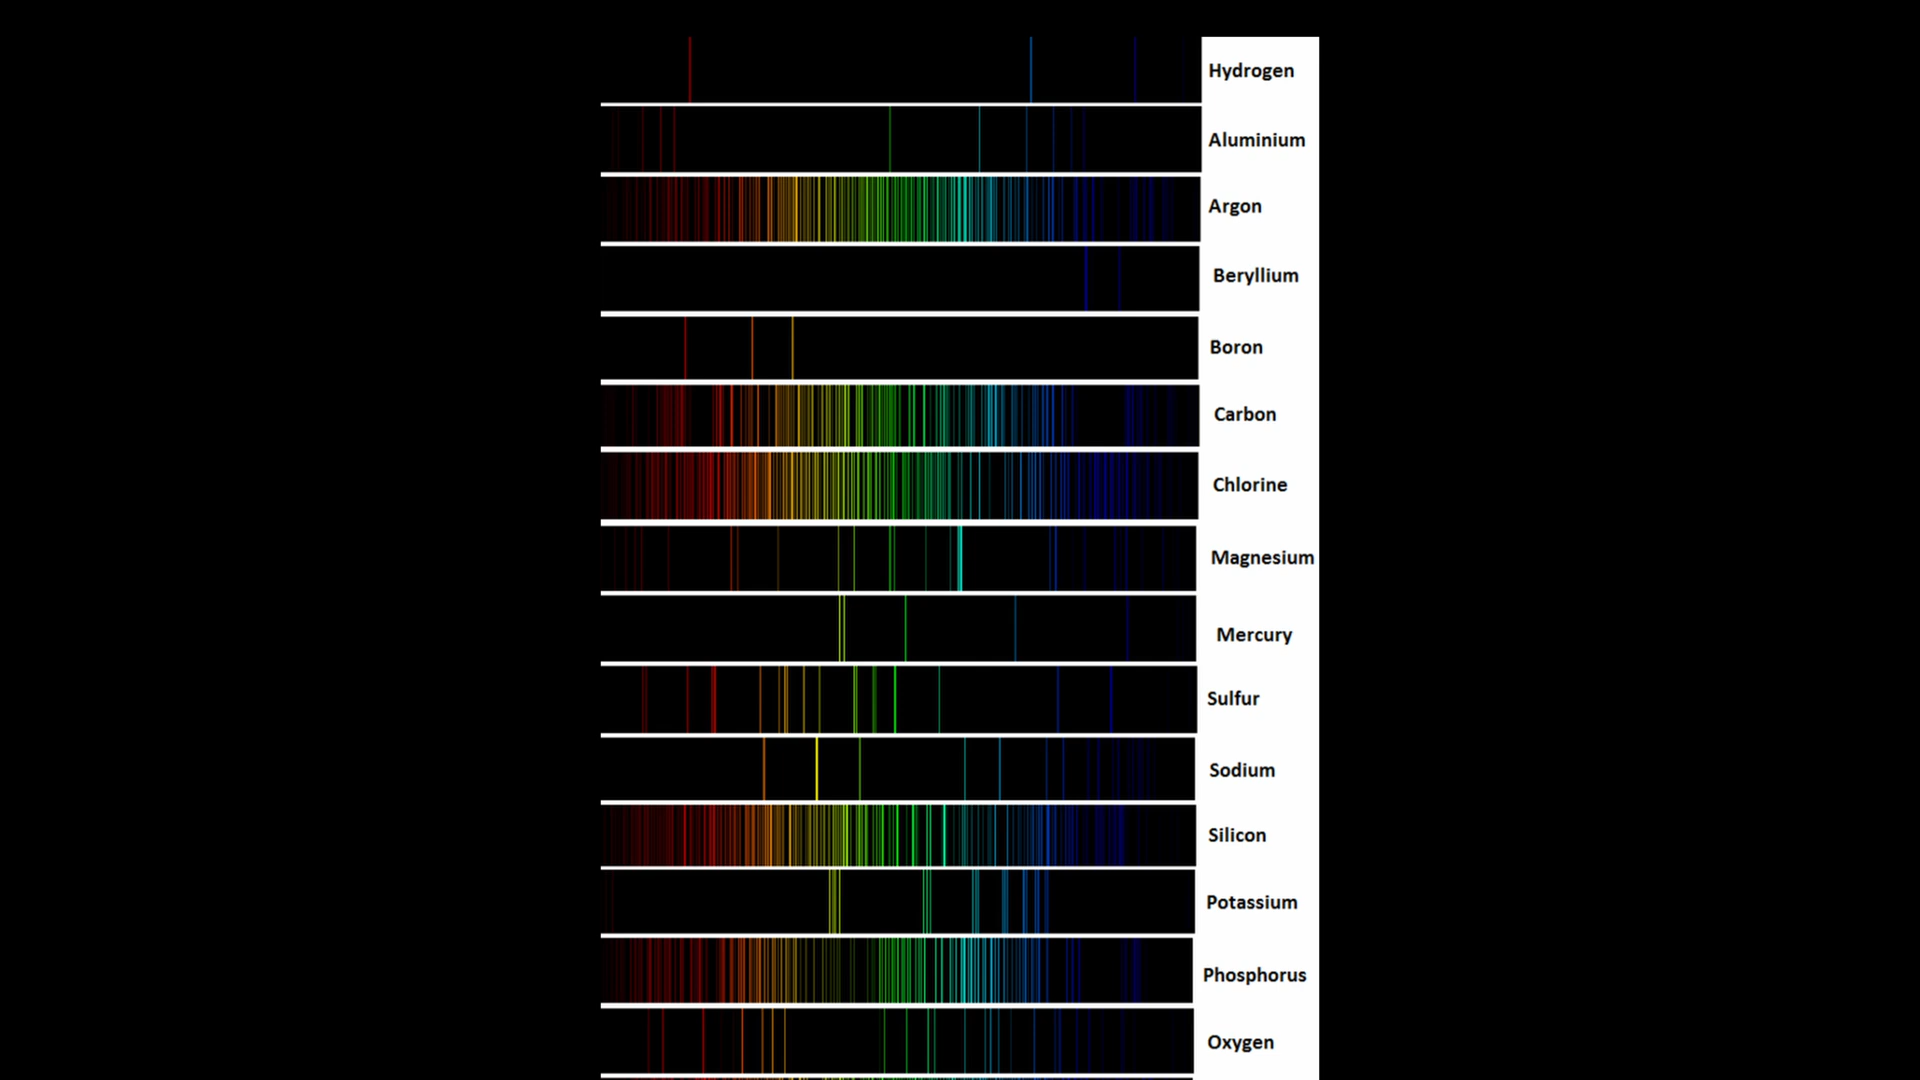 Hydrogen
Aluminium
Argon
Beryllium
Boron
Carbon
Chlorine
Magnesium
Mercury
Sulfur
Sodium
Silicon
Potassium
Phosphorus
Oxygen